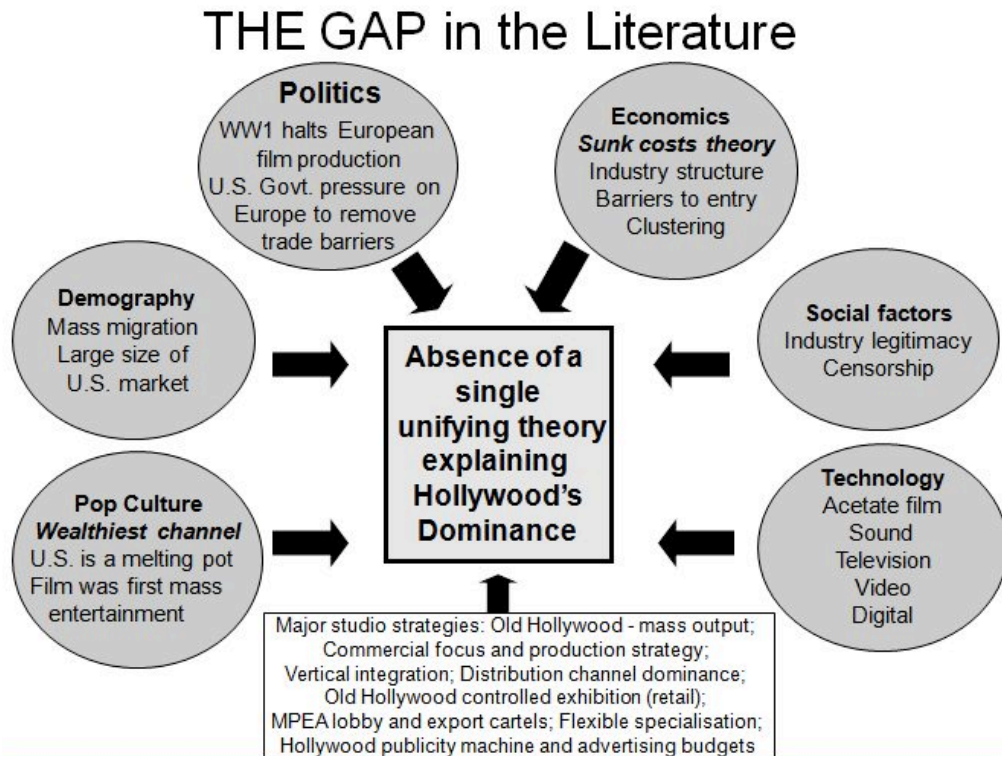 THE GAP in the Literature
Politics
WW1 halts European
film production
U.S. Govt. pressure on
Europe to remove
trade barriers
Economics
Sunk costs theory
Industry structure
Barriers to entry
Clustering
Demography
Mass migration
Large size of
U.S. market
Absence of a
single
unifying theory
explaining
Hollywood's
Dominance
Social factors
Industry legitimacy
Censorship
Pop Culture
Wealthiest channel
U.S. is a melting pot
Film was first mass
entertainment
Technology
Acetate film
Sound
Television
Video
Digital
Major studio strategies: Old Hollywood - mass output;
Commercial focus and production strategy;
Vertical integration; Distribution channel dominance;
Old Hollywood controlled exhibition (retail);
MPEA lobby and export cartels; Flexible specialisation;
Hollywood publicity machine and advertising budgets